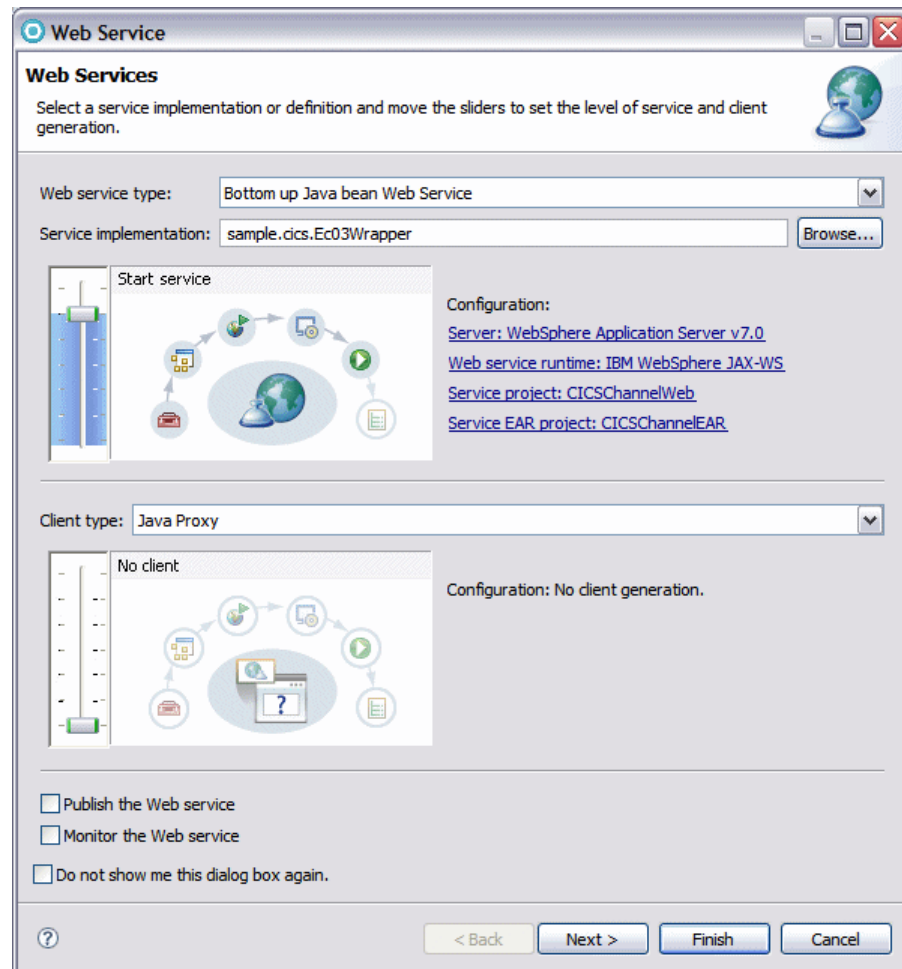 Web Service
Web Services
Select a service implementation or definition and move the sliders to set the level of service and client
generation.
Web service type: Bottom up Java bean Web Service
Service implementation: sample.cics.Ec03Wrapper Browse...
Start service
Configuration:
Server: WebSphere Application Server v7.0
Web service runtime: IBM WebSphere JAX-WS
Service project: CICSChannelWeb
Service EAR project: CICSChannelEAR
Client type: Java Proxy
No client
Configuration: No client generation.
?
Publish the Web service
Monitor the Web service
Do not show me this dialog box again.
? < Back Next > Finish Cancel